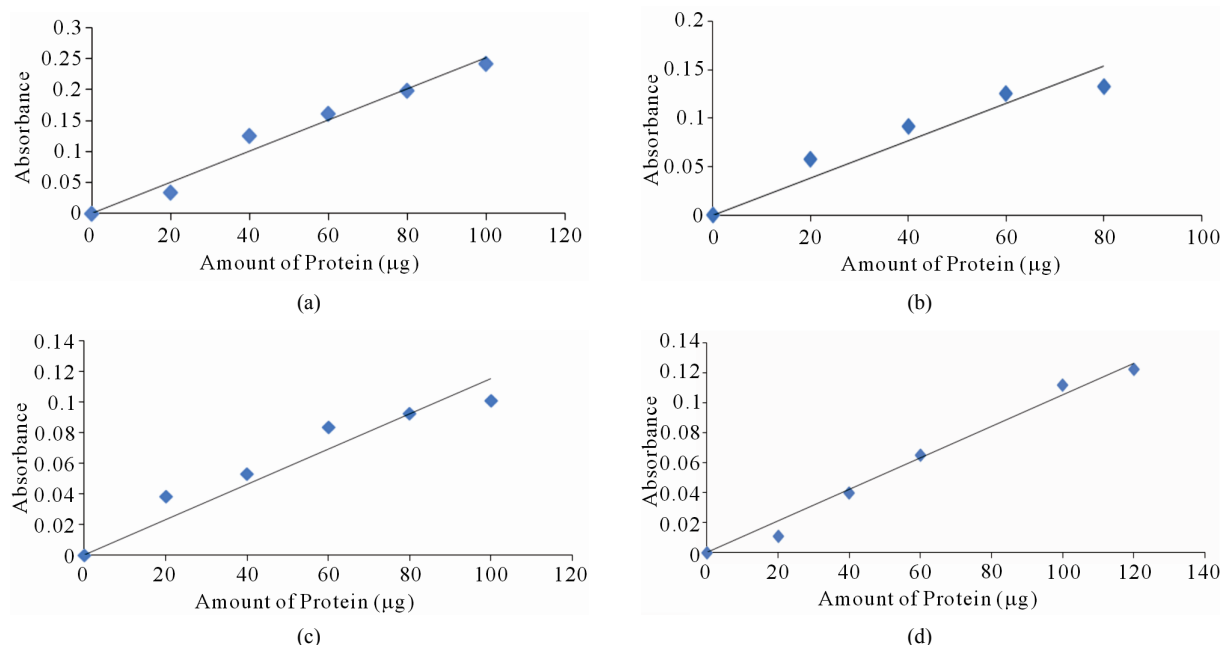 0.3
0.25
0.2
0.15
0.1
0.05
0
Absorbance
0 20 40 60 80 100 120
Amount of Protein (μg)
(a)
0.2
0.15
0.1
0.05
0
Absorbance
0 20 40 60 80 100
Amount of Protein (μg)
(b)
0.14
0.12
0.1
0.08
0.06
0.04
0.02
0
Absorbance
0 20 40 60 80 100 120
Amount of Protein (μg)
(c)
0.14
0.12
0.1
0.08
0.06
0.04
0.02
0
Absorbance
0 20 40 60 80 100 120 140
Amount of Protein (μg)
(d)